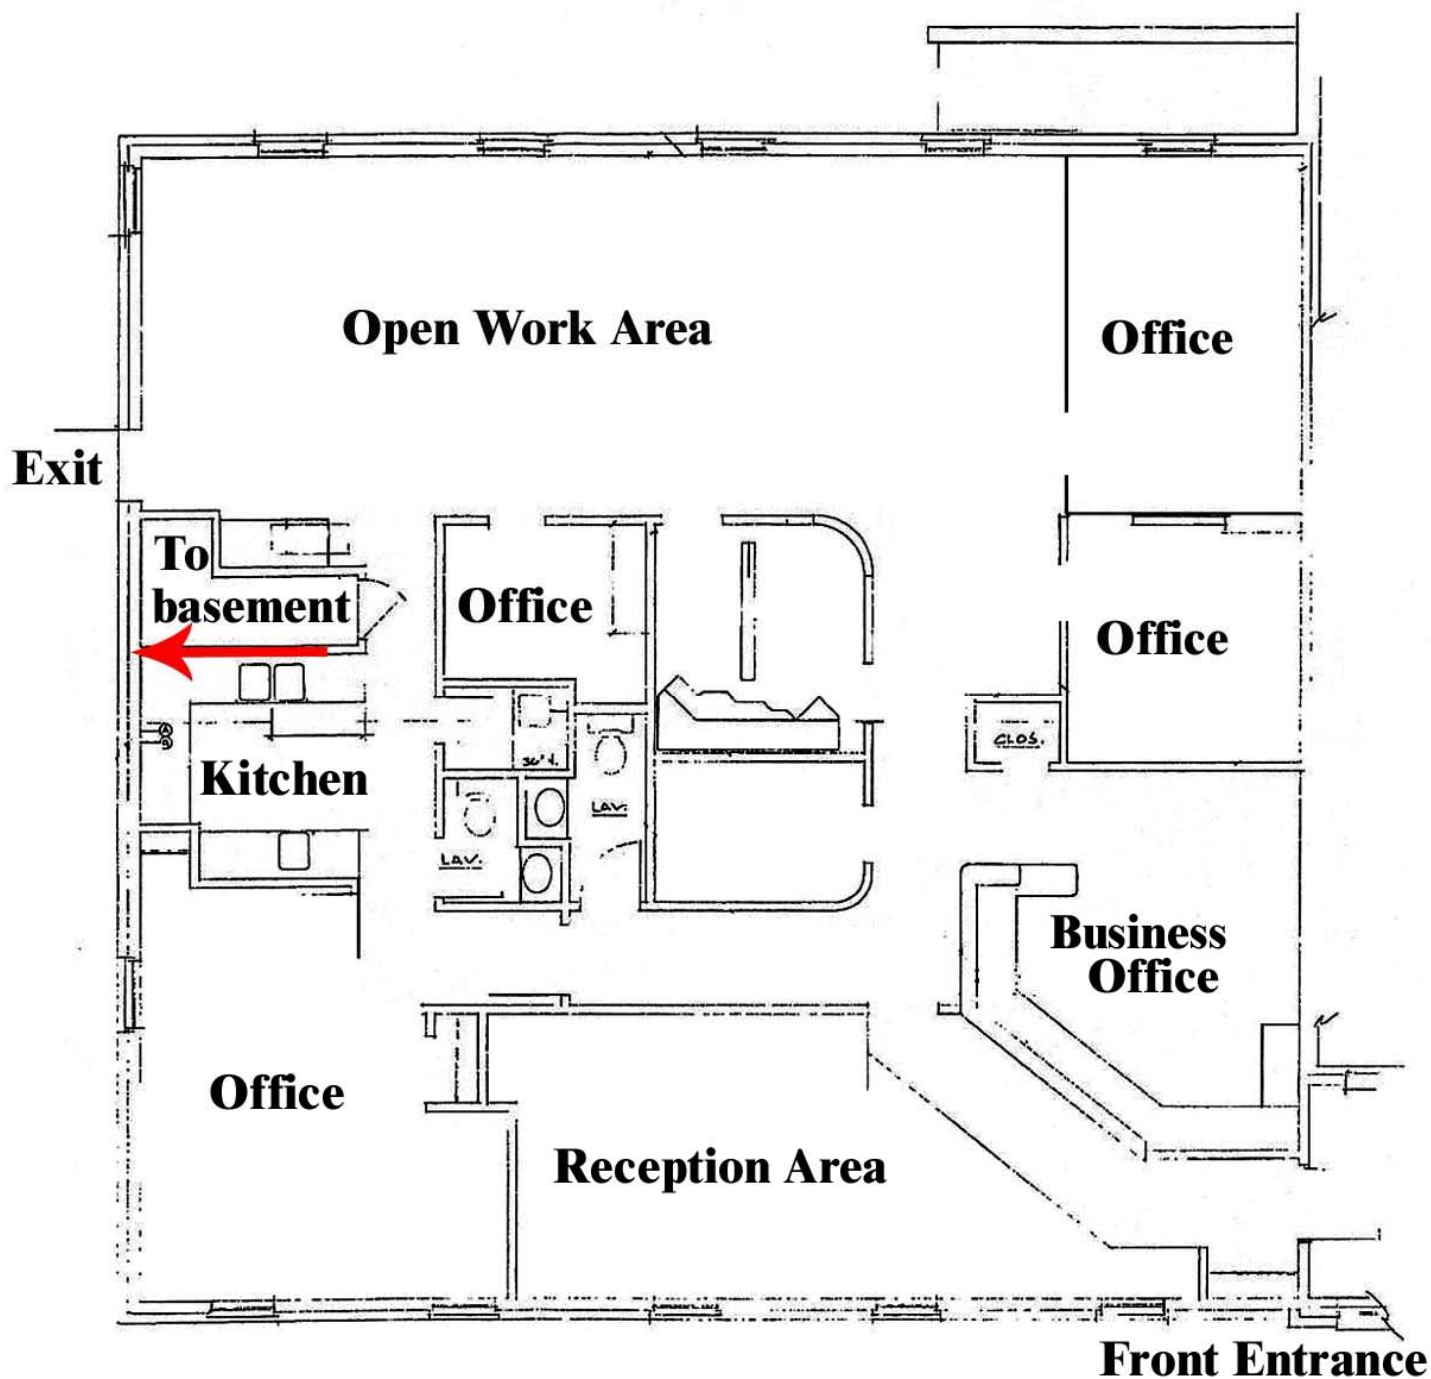 Open Work Area
Office
Exit
To
basement
Office
Office
CLOS.
36" d.
Kitchen
LAV.
LAV.
Business
Office
Office
Reception Area
Front Entrance